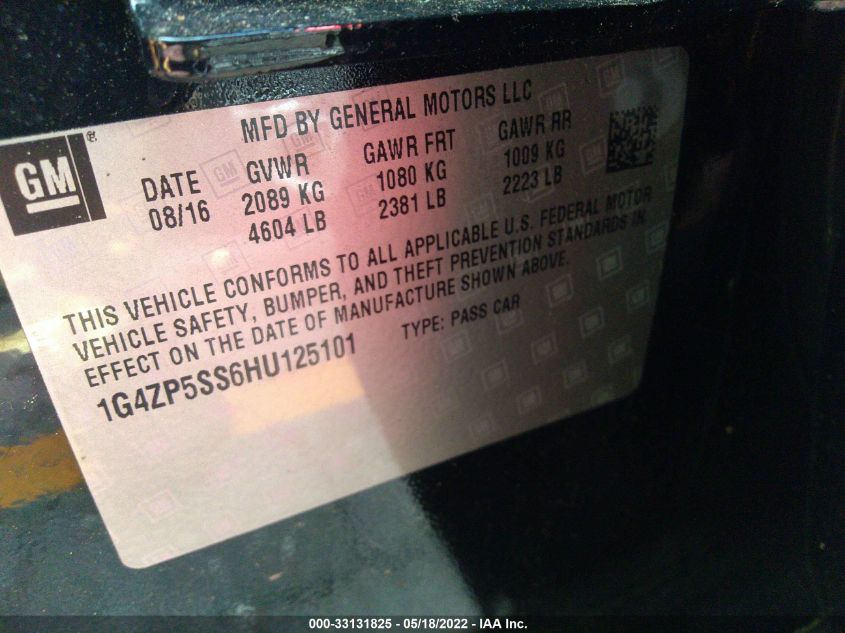 MFD BY GENERAL MOTORS LLC
GM®
DATE GVWR GAWR FRT GAWR RR
08/16 2089 KG 1080 KG 1009 KG
4604 LB 2381 LB 2223 LB
THIS VEHICLE CONFORMS TO ALL APPLICABLE U.S. FEDERAL MOTOR
VEHICLE SAFETY, BUMPER, AND THEFT PREVENTION STANDARDS IN
EFFECT ON THE DATE OF MANUFACTURE SHOWN ABOVE.
1G4ZP5SS6HU125101 TYPE: PASS CAR
000-33131825 - 05/18/2022 - IAA Inc.